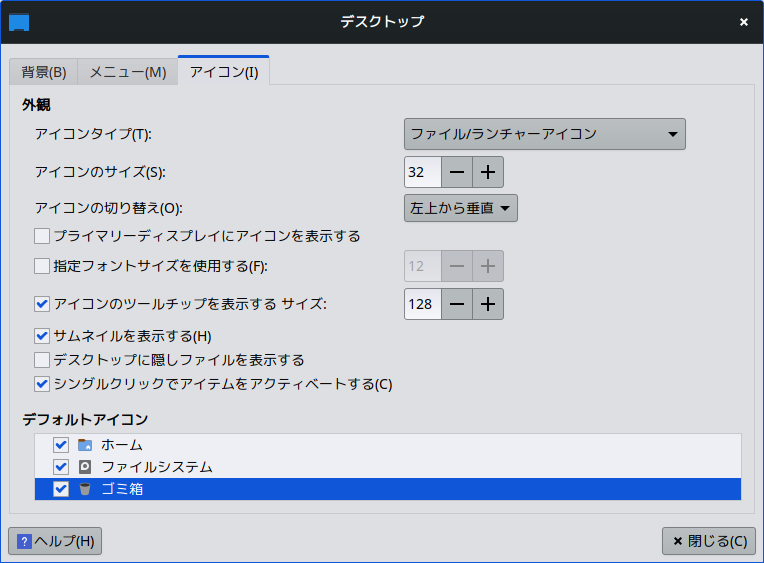 デスクトップ
背景(B) メニュー(M) アイコン(I)
外観
アイコンタイプ(T): ファイル/ランチャーアイコン
アイコンのサイズ(S): 32
アイコンの切り替え(O): 左上から垂直
プライマリーディスプレイにアイコンを表示する
指定フォントサイズを使用する(F): 12
アイコンのツールチップを表示する サイズ: 128
サムネイルを表示する(H)
デスクトップに隠しファイルを表示する
シングルクリックでアイテムをアクティベートする(C)
デフォルトアイコン
ホーム
ファイルシステム
ゴミ箱
ヘルプ(H) 閉じる(C)